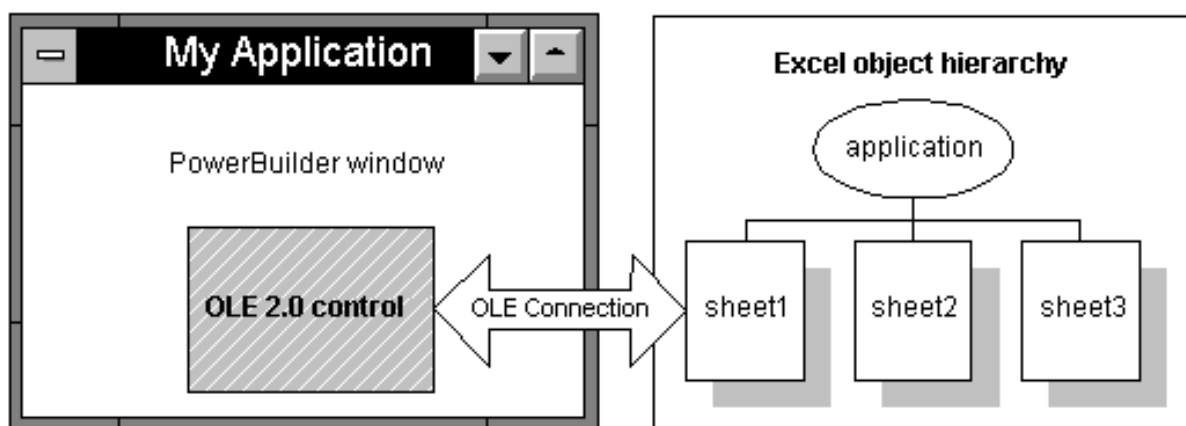 My Application
PowerBuilder window
OLE 2.0 control
OLE Connection
Excel object hierarchy
application
sheet1
sheet2
sheet3